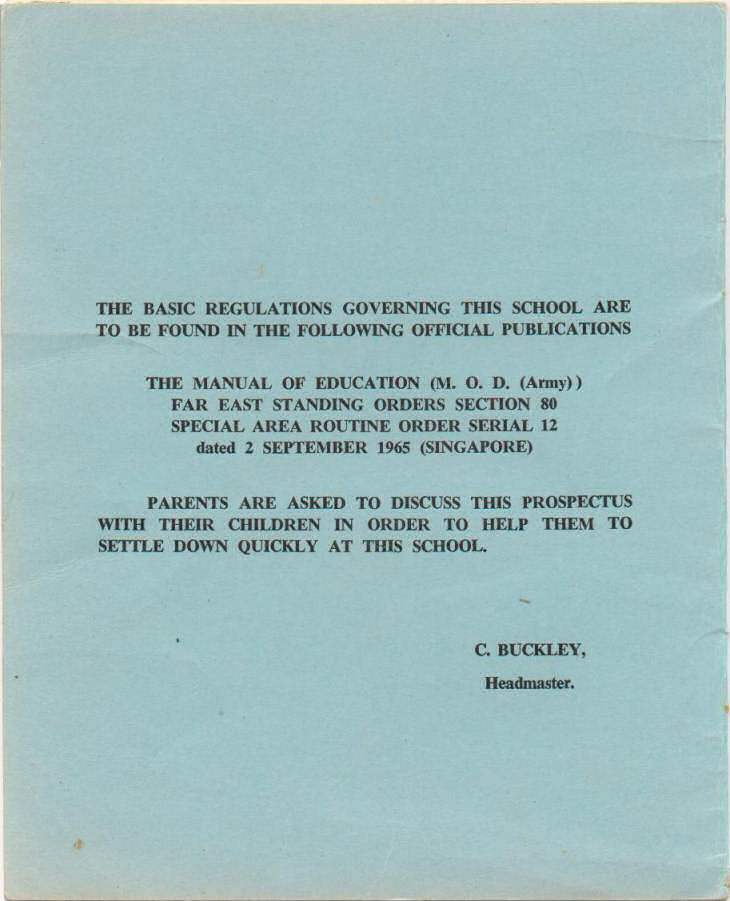 THE BASIC REGULATIONS GOVERNING THIS SCHOOL ARE
TO BE FOUND IN THE FOLLOWING OFFICIAL PUBLICATIONS
THE MANUAL OF EDUCATION (M. O. D. (Army) )
FAR EAST STANDING ORDERS SECTION 80
SPECIAL AREA ROUTINE ORDER SERIAL 12
dated 2 SEPTEMBER 1965 (SINGAPORE)
PARENTS ARE ASKED TO DISCUSS THIS PROSPECTUS
WITH THEIR CHILDREN IN ORDER TO HELP THEM TO
SETTLE DOWN QUICKLY AT THIS SCHOOL.
C. BUCKLEY,
Headmaster.